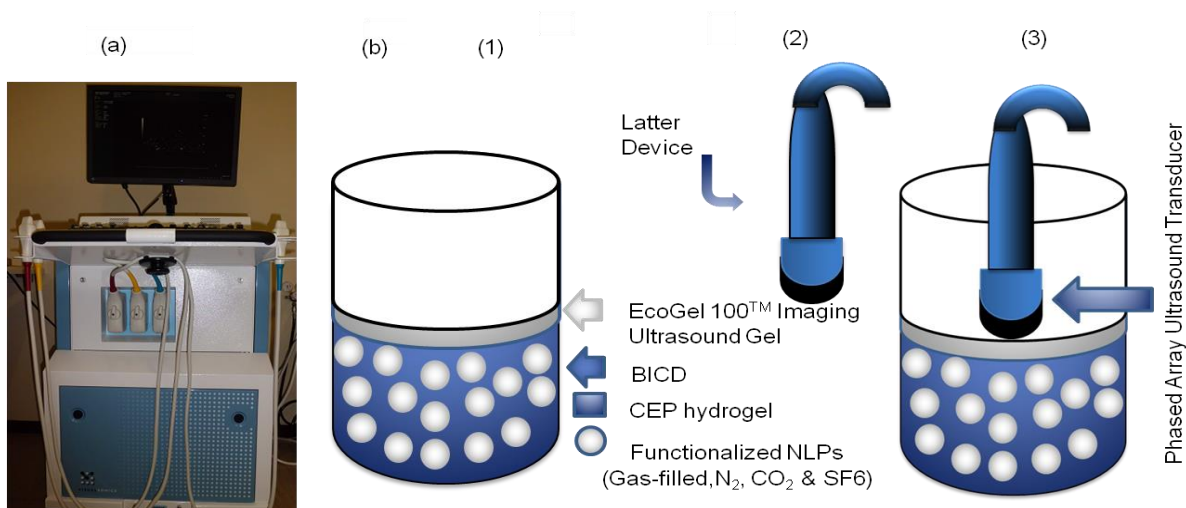 (a)
(b)
(1)
(2)
(3)
Latter
Device
EcoGel 100TM Imaging
Ultrasound Gel
BICD
CEP hydrogel
Functionalized NLPs
(Gas-filled,N2, CO2 & SF6)
Phased Array Ultrasound Transducer